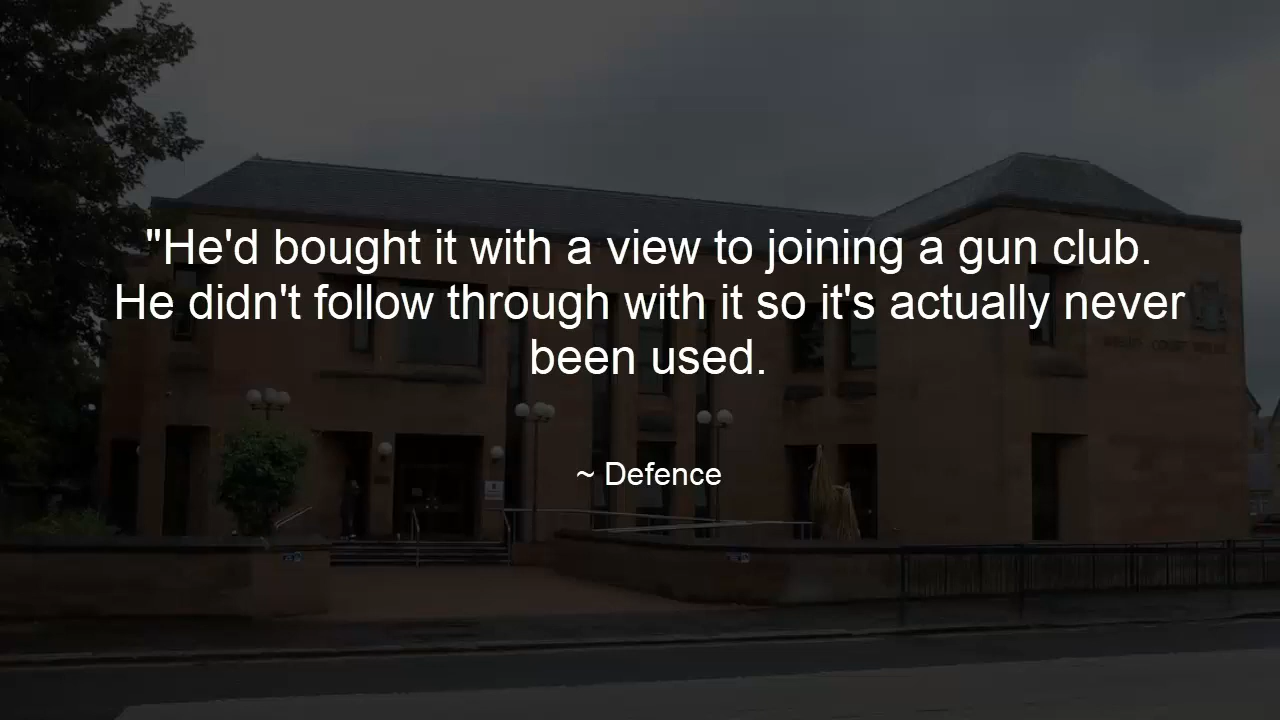 "He'd bought it with a view to joining a gun club.
He didn't follow through with it so it's actually never
been used.
~ Defence